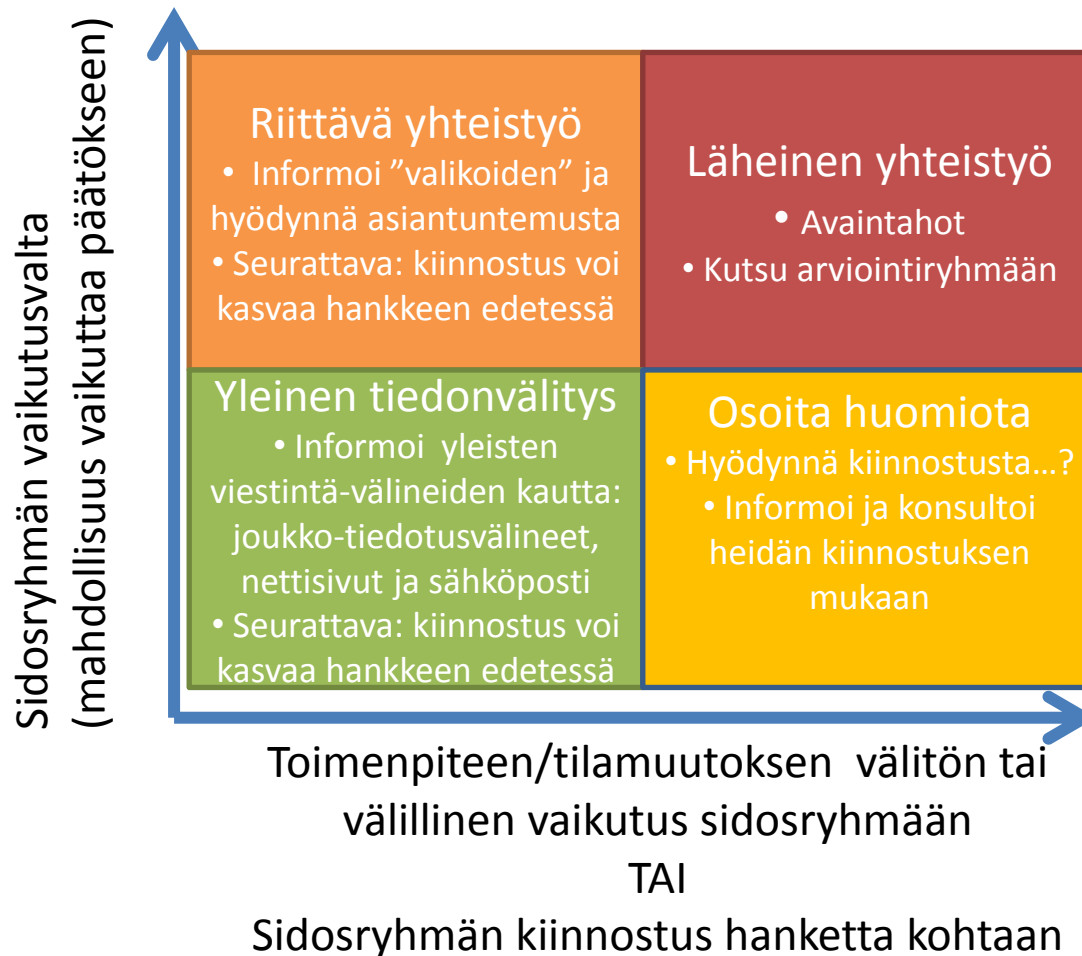 Sidosryhmän vaikutusvalta
(mahdollisuus vaikuttaa päätökseen)
Riittävä yhteistyö
• Informoi ”valikoiden” ja
hyödynnä asiantuntemusta
• Seurattava: kiinnostus voi
kasvaa hankkeen edetessä
Läheinen yhteistyö
• Avaintahot
• Kutsu arviointiryhmään
Yleinen tiedonvälitys
• Informoi yleisten
viestintä-välineiden kautta:
joukko-tiedotusvälineet,
nettisivut ja sähköposti
• Seurattava: kiinnostus voi
kasvaa hankkeen edetessä
Osoita huomiota
• Hyödynnä kiinnostusta...?
• Informoi ja konsultoi
heidän kiinnostuksen
mukaan
Toimenpiteen/tilamuutoksen välitön tai
välillinen vaikutus sidosryhmään
TAI
Sidosryhmän kiinnostus hanketta kohtaan